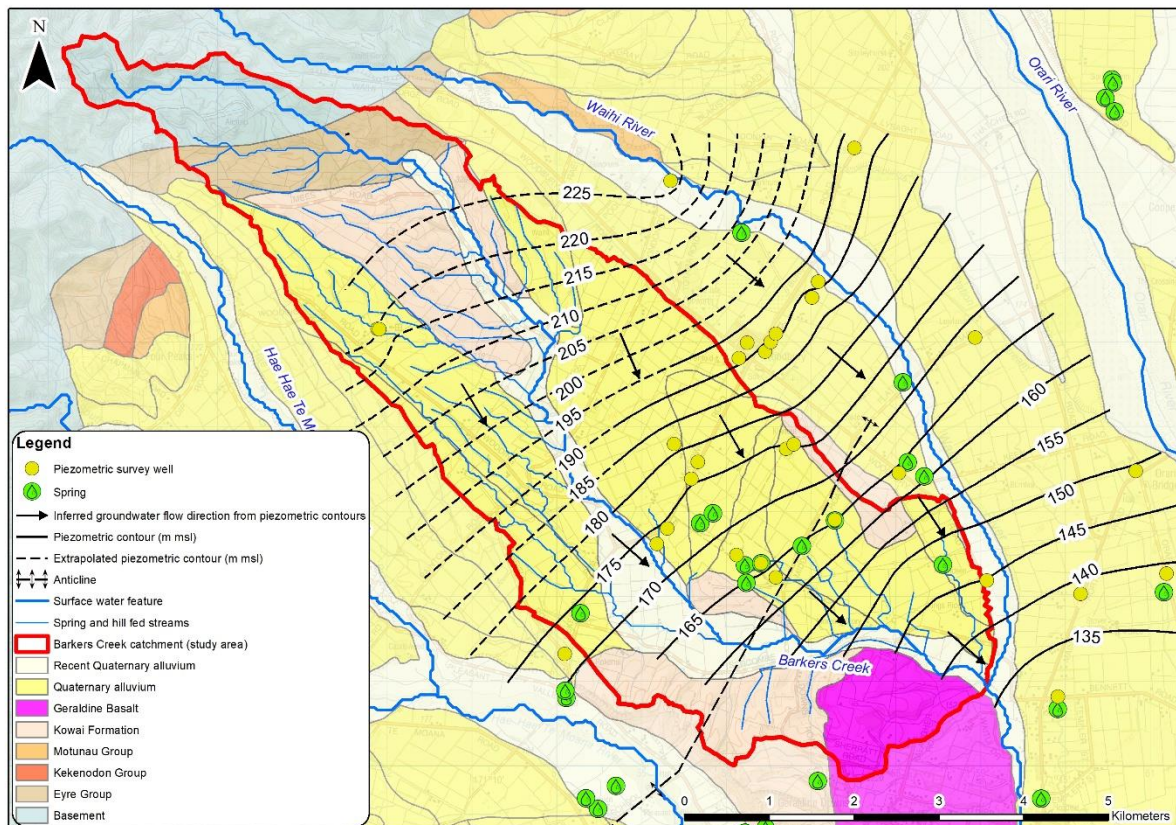 N
Waihi River
Orari River
225
220
215
210
205
200
195
190
185
180
175
170
165
160
155
150
145
140
135
Hae Hae Te M
Barkers Creek
Legend
Piezometric survey well
Spring
Inferred groundwater flow direction from piezometric contours
Piezometric contour (m msl)
Extrapolated piezometric contour (m msl)
Anticline
Surface water feature
Spring and hill fed streams
Barkers Creek catchment (study area)
Recent Quaternary alluvium
Quaternary alluvium
Geraldine Basalt
Kowai Formation
Motunau Group
Kekenodon Group
Eyre Group
Basement
0 1 2 3 4 5
Kilometers